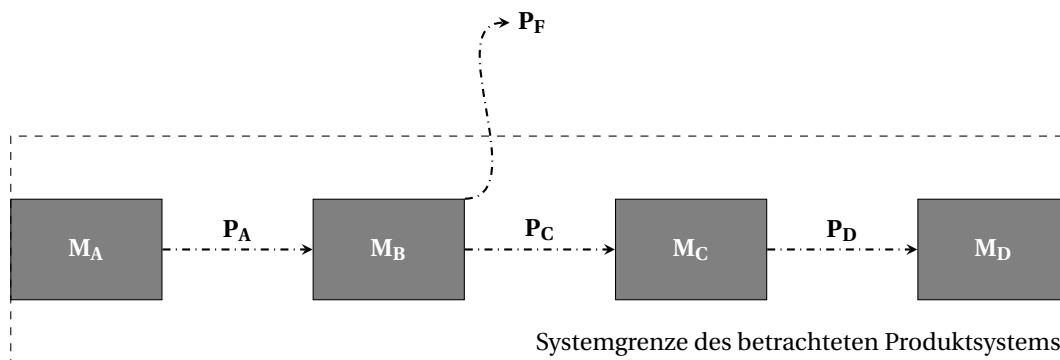 P_F
P_A
P_C
P_D
M_A
M_B
M_C
M_D
Systemgrenze des betrachteten Produktsystems